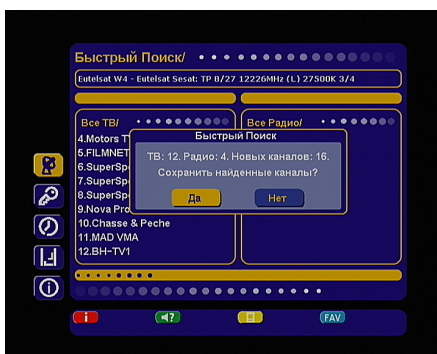 Быстрый Поиск/
Eutelsat W4 - Eutelsat Sesat: TP 8/27 12226MHz (L) 27500K 3/4
Все ТВ/
Все Радио/
4.Motors T
5.FILMNET
6.SuperSp
7.SuperSp
8.SuperSp
9.Nova Pro
10.Chasse & Peche
11.MAD VMA
12.BH-TV1
Быстрый Поиск
ТВ: 12. Радио: 4. Новых каналов: 16.
Сохранить найденные каналы?
Да
Нет
i
?
FAV